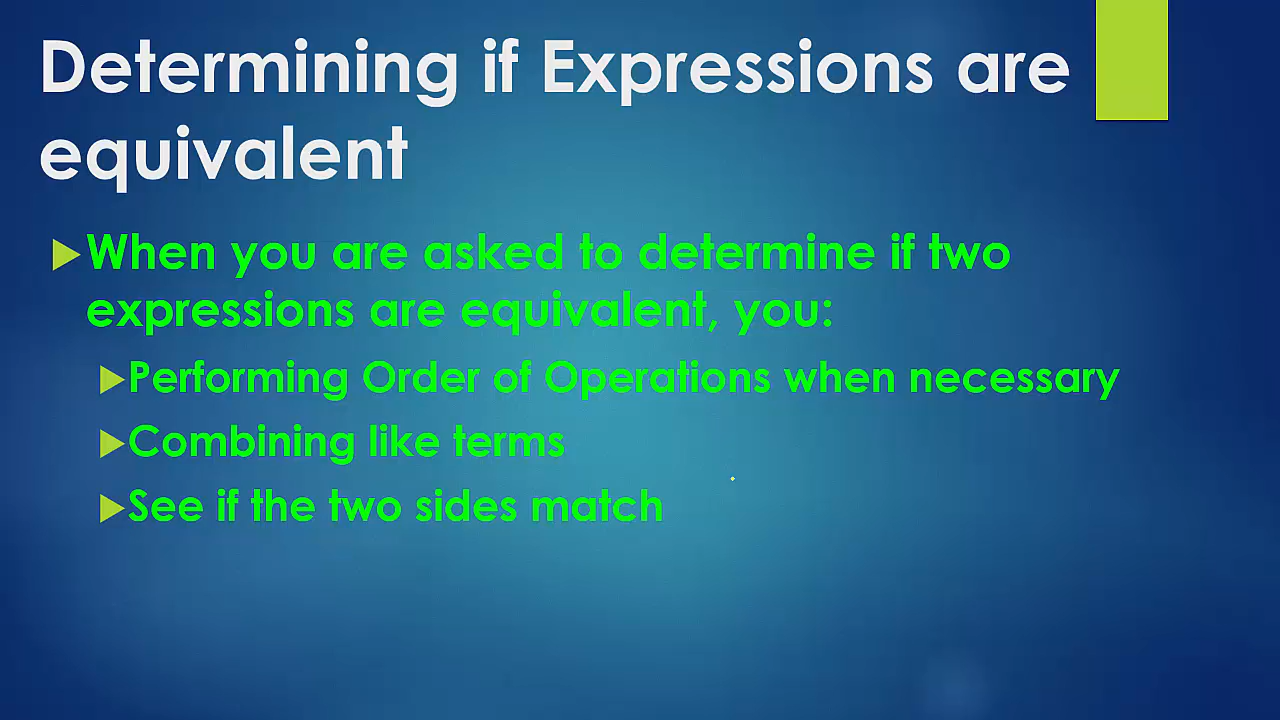 Determining if Expressions are
equivalent
When you are asked to determine if two
expressions are equivalent, you:
Performing Order of Operations when necessary
Combining like terms
See if the two sides match